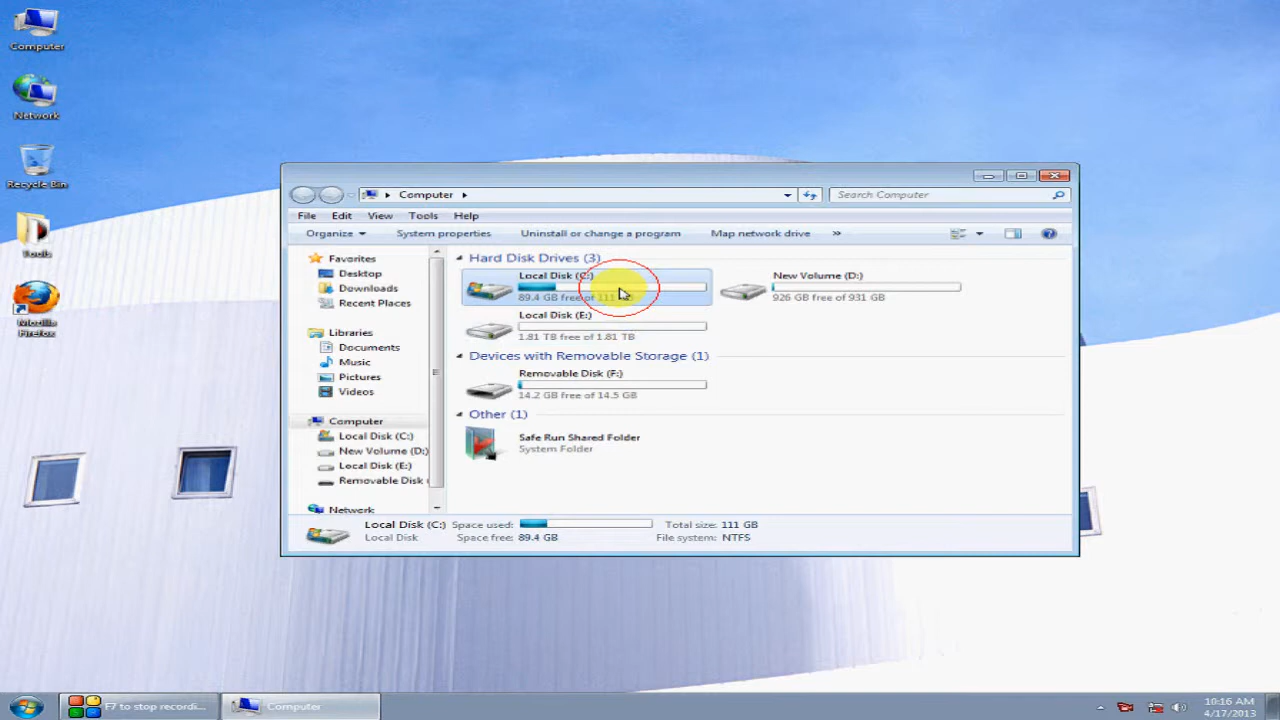 Computer
Network
Recycle Bin
Tools
Mozilla
Firefox
Computer
Search Computer
File Edit View Tools Help
Organize System properties Uninstall or change a program Map network drive »
Favorites
Desktop
Downloads
Recent Places
Libraries
Documents
Music
Pictures
Videos
Computer
Local Disk (C:)
New Volume (D:)
Local Disk (E:)
Removable Disk
Network
Hard Disk Drives (3)
Local Disk (C:)
89.4 GB free of 111
New Volume (D:)
926 GB free of 931 GB
Local Disk (E:)
1.81 TB free of 1.81 TB
Devices with Removable Storage (1)
Removable Disk (F:)
14.2 GB free of 14.5 GB
Other (1)
Safe Run Shared Folder
System Folder
Local Disk (C:) Space used: Total size: 111 GB
Local Disk Space free: 89.4 GB File system: NTFS
F7 to stop recordi...
Computer
10:16 AM
4/17/2013